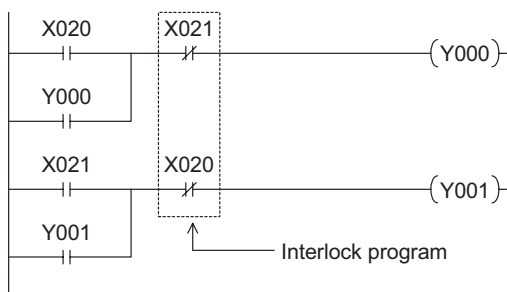 X020 X021
(Y000)
Y000
X021 X020
(Y001)
Y001
Interlock program